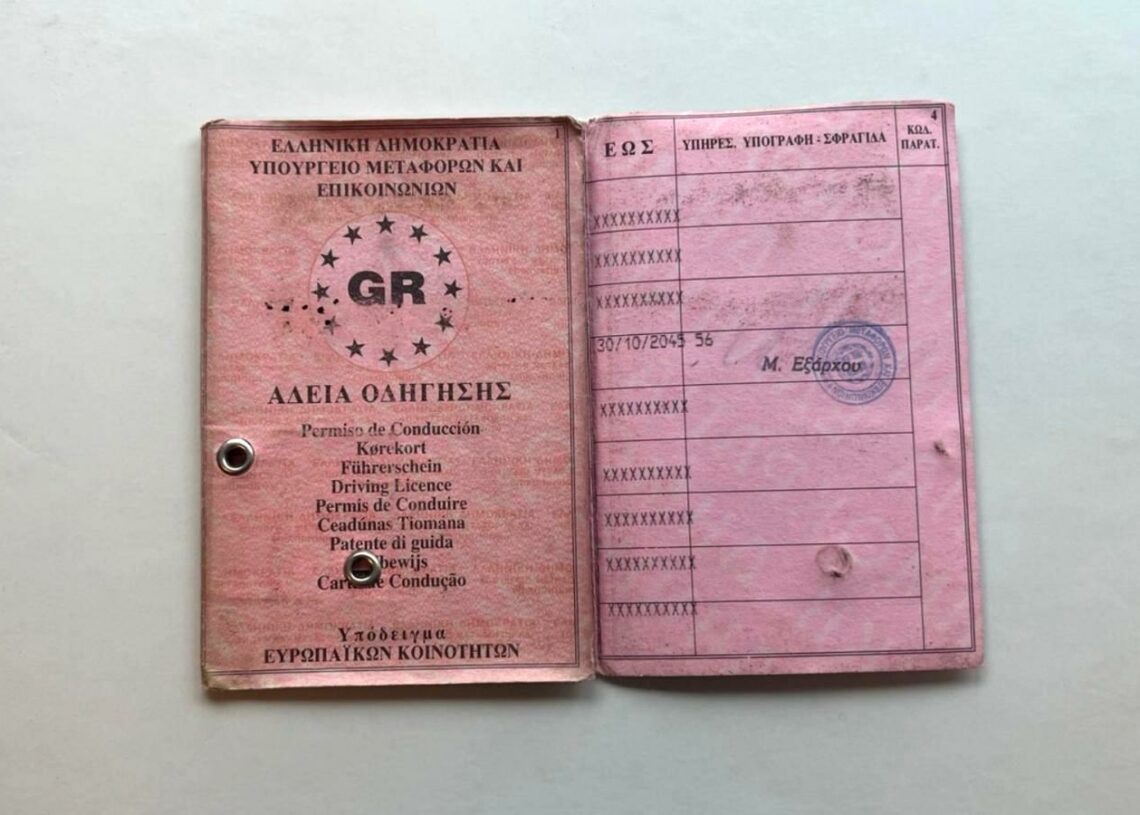 1
ΕΛΛΗΝΙΚΗ ΔΗΜΟΚΡΑΤΙΑ
ΥΠΟΥΡΓΕΙΟ ΜΕΤΑΦΟΡΩΝ ΚΑΙ
ΕΠΙΚΟΙΝΩΝΙΩΝ
GR
ΑΔΕΙΑ ΟΔΗΓΗΣΗΣ
Permiso de Conducción
Kørekort
Führerschein
Driving Licence
Permis de Conduire
Ceadúnas Tiomána
Patente di guida
Condução
Υπόδειγμα
ΕΥΡΩΠΑΪΚΩΝ ΚΟΙΝΟΤΗΤΩΝ
4
ΕΩΣ
ΥΠΗΡΕΣ. ΥΠΟΓΡΑΦΗ - ΣΦΡΑΓΙΔΑ
ΚΩΔ.
ΠΑΡΑΤ.
XXXXXXXXXX
XXXXXXXXXX
XXXXXXXXXX
30/10/2045 56
Μ. Εξάρχου
XXXXXXXXXX
XXXXXXXXXX
XXXXXXXXXX
XXXXXXXXXX
XXXXXXXXXX